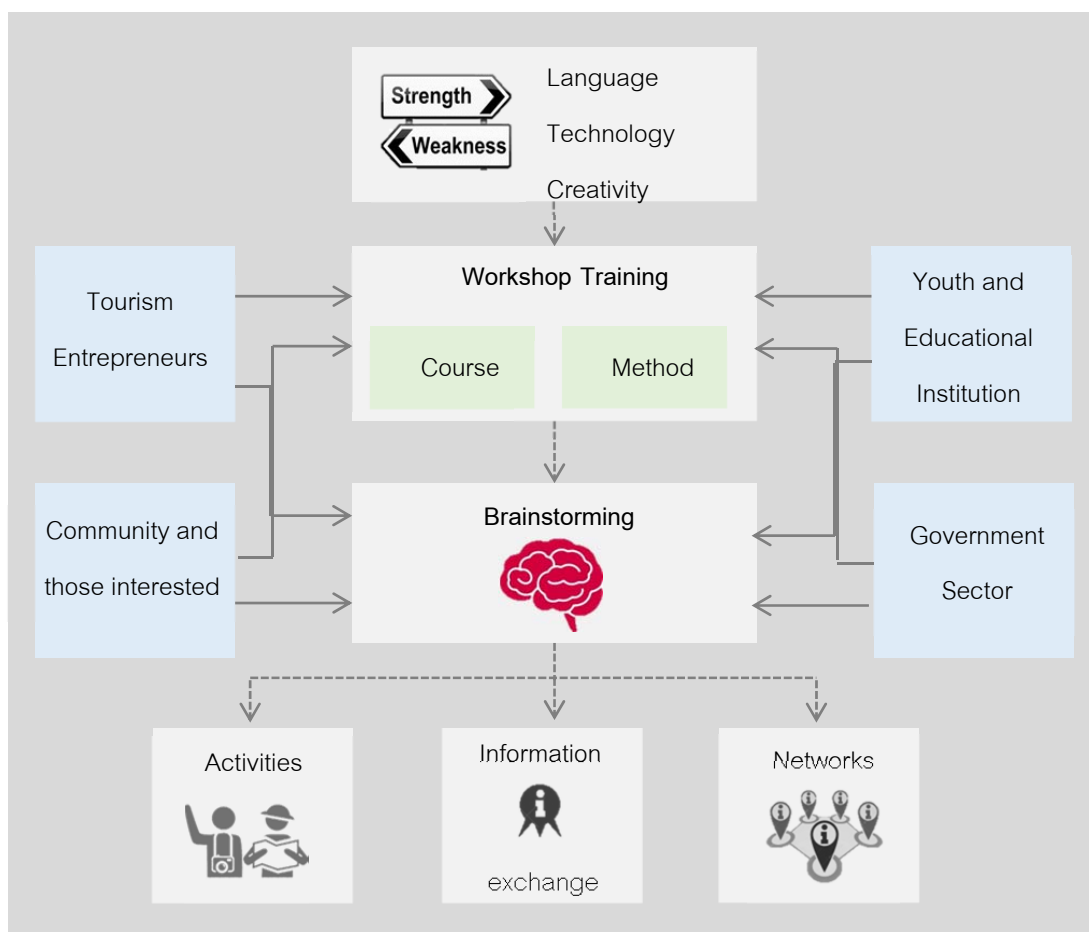 Strength
Weakness
Language
Technology
Creativity
Workshop Training
Course
Method
Tourism
Entrepreneurs
Youth and
Educational
Institution
Community and
those interested
Brainstorming
Government
Sector
Activities
Information
exchange
Networks